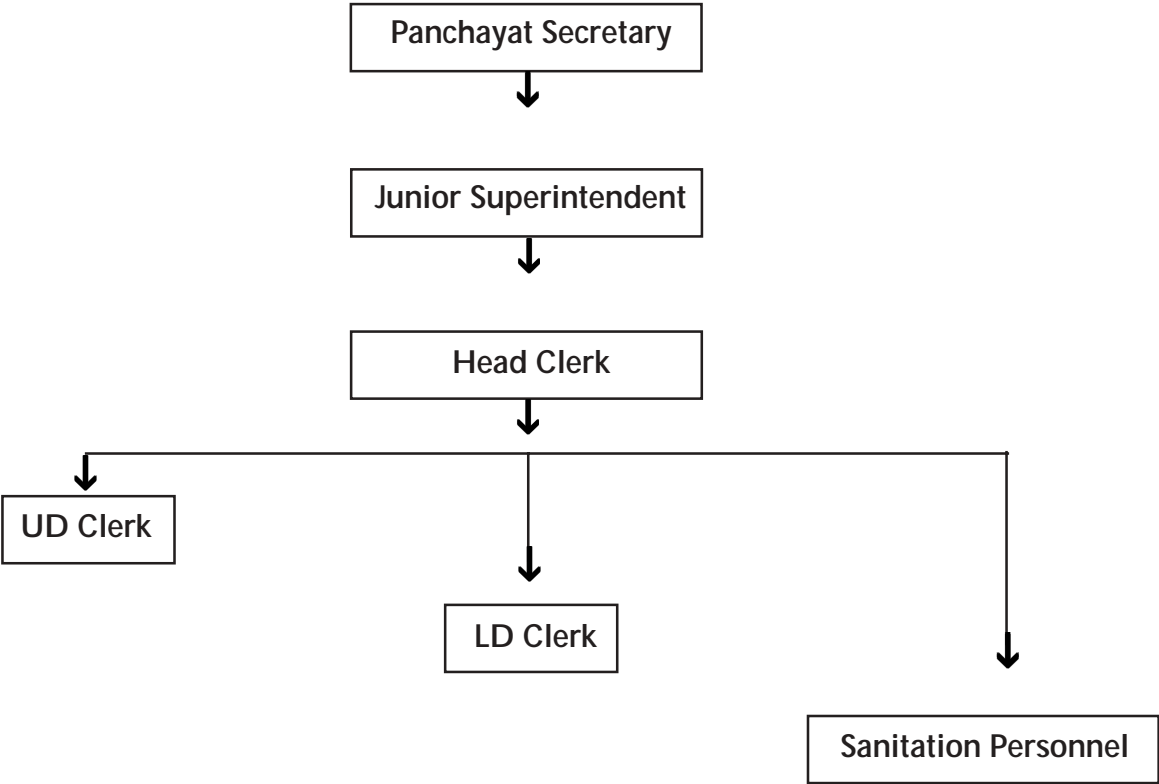 Panchayat Secretary
Junior Superintendent
Head Clerk
UD Clerk
LD Clerk
Sanitation Personnel